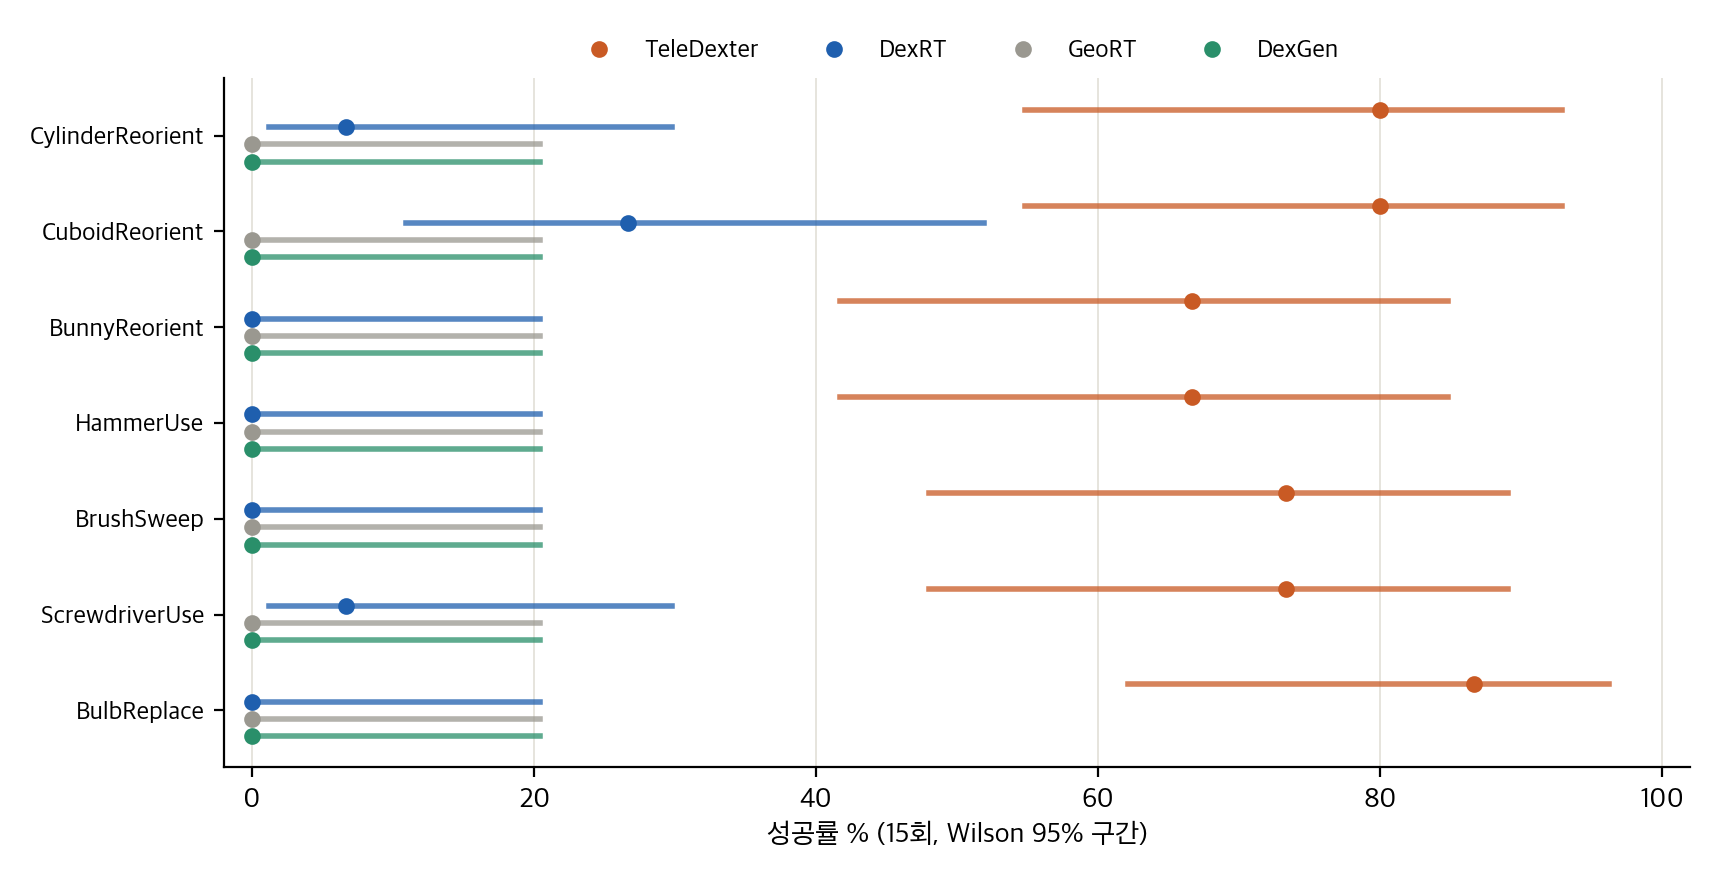 TeleDexter DexRT GeoRT DexGen
CylinderReorient
CuboidReorient
BunnyReorient
HammerUse
BrushSweep
ScrewdriverUse
BulbReplace
0 20 40 60 80 100
성공률 % (15회, Wilson 95% 구간)